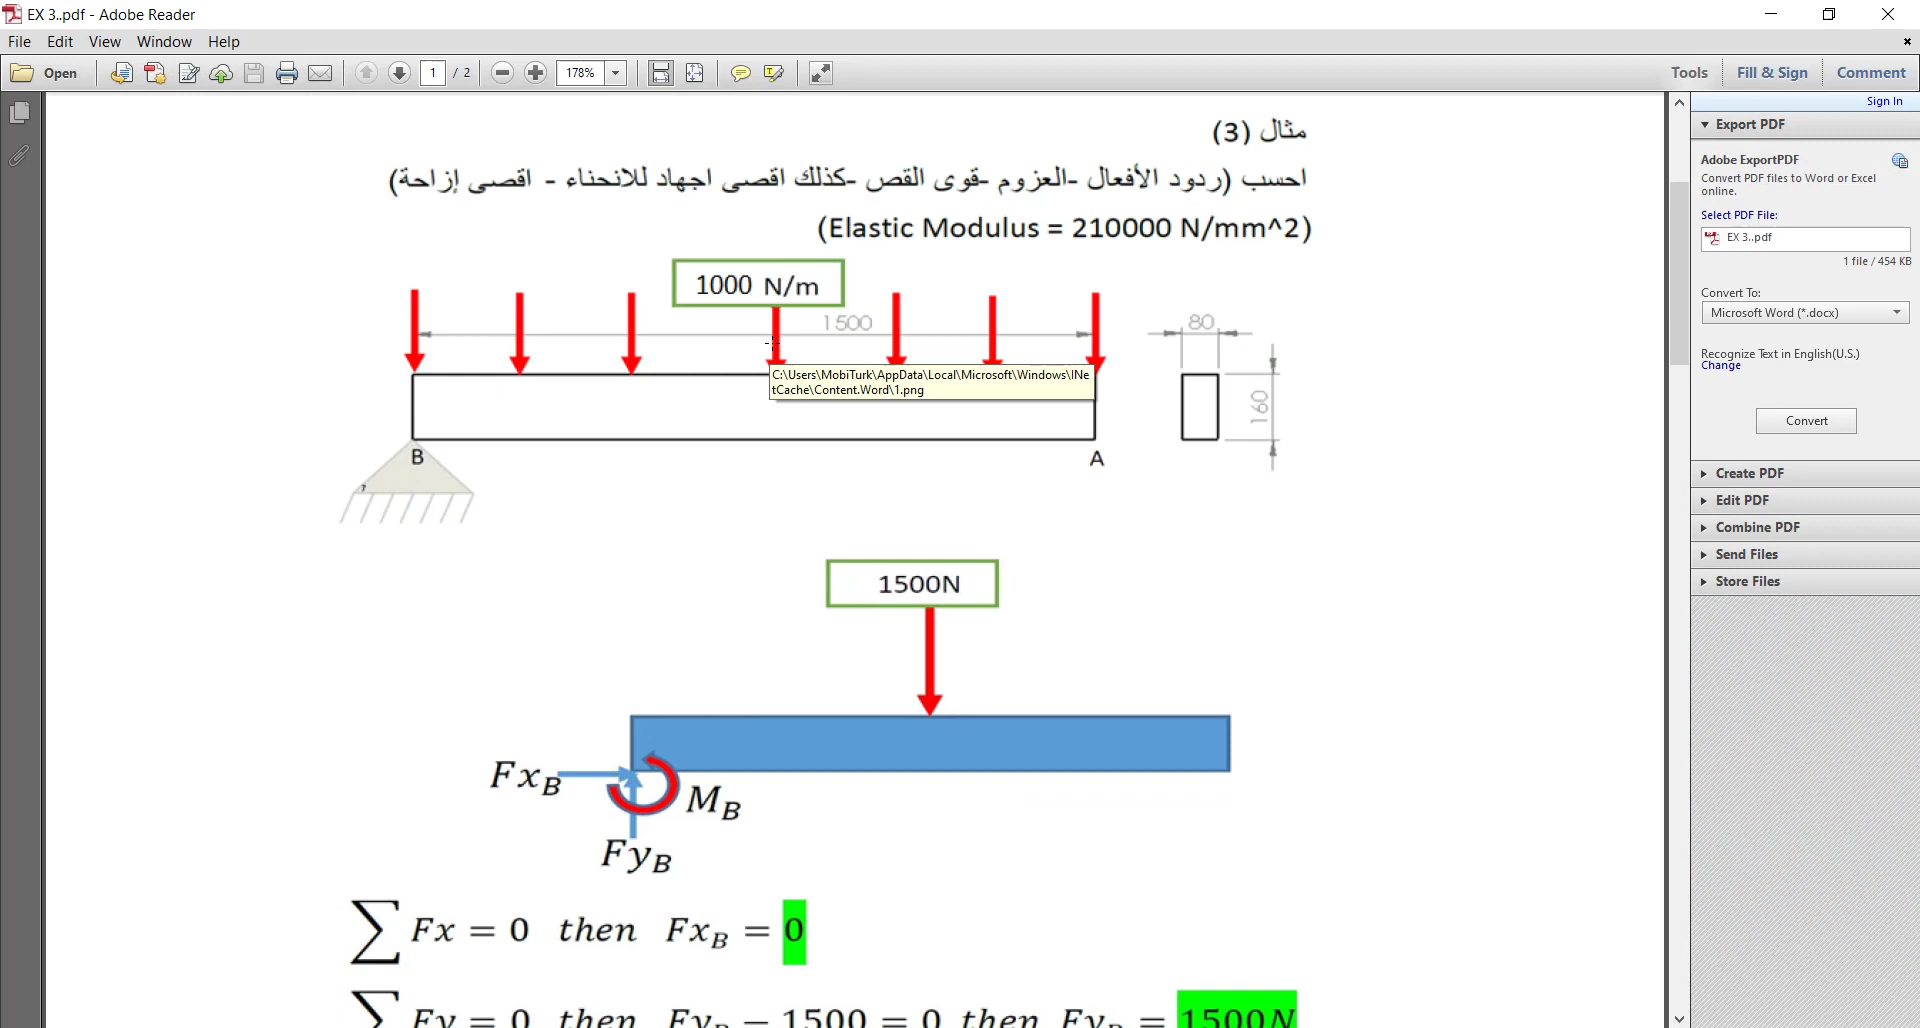 EX 3..pdf - Adobe Reader
File Edit View Window Help
Open 1 / 2 178% Tools Fill & Sign Comment
Sign In
Export PDF
Adobe ExportPDF
Convert PDF files to Word or Excel
online.
Select PDF File:
EX 3..pdf
1 file / 454 KB
Convert To:
Microsoft Word (*.docx)
Recognize Text in English(U.S.)
Change
Convert
Create PDF
Edit PDF
Combine PDF
Send Files
Store Files
مثال (3)
احسب (ردود الأفعال -العزوم -قوى القص -كذلك اقصى اجهاد للانحناء - اقصى إزاحة)
(Elastic Modulus = 210000 N/mm^2)
1000 N/m
1500
80
160
C:\Users\MobiTurk\AppData\Local\Microsoft\Windows\INe
tCache\Content.Word\1.png
B
A
1500N
Fx_B
M_B
Fy_B
∑ Fx = 0 then Fx_B = 0
∑ Fy = 0 then Fy_B − 1500 = 0 then Fy_B = 1500N